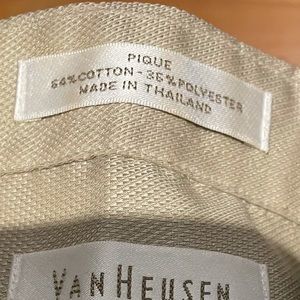 PIQUE
64% COTTON - 36% POLYESTER
MADE IN THAILAND
VAN HEUSEN